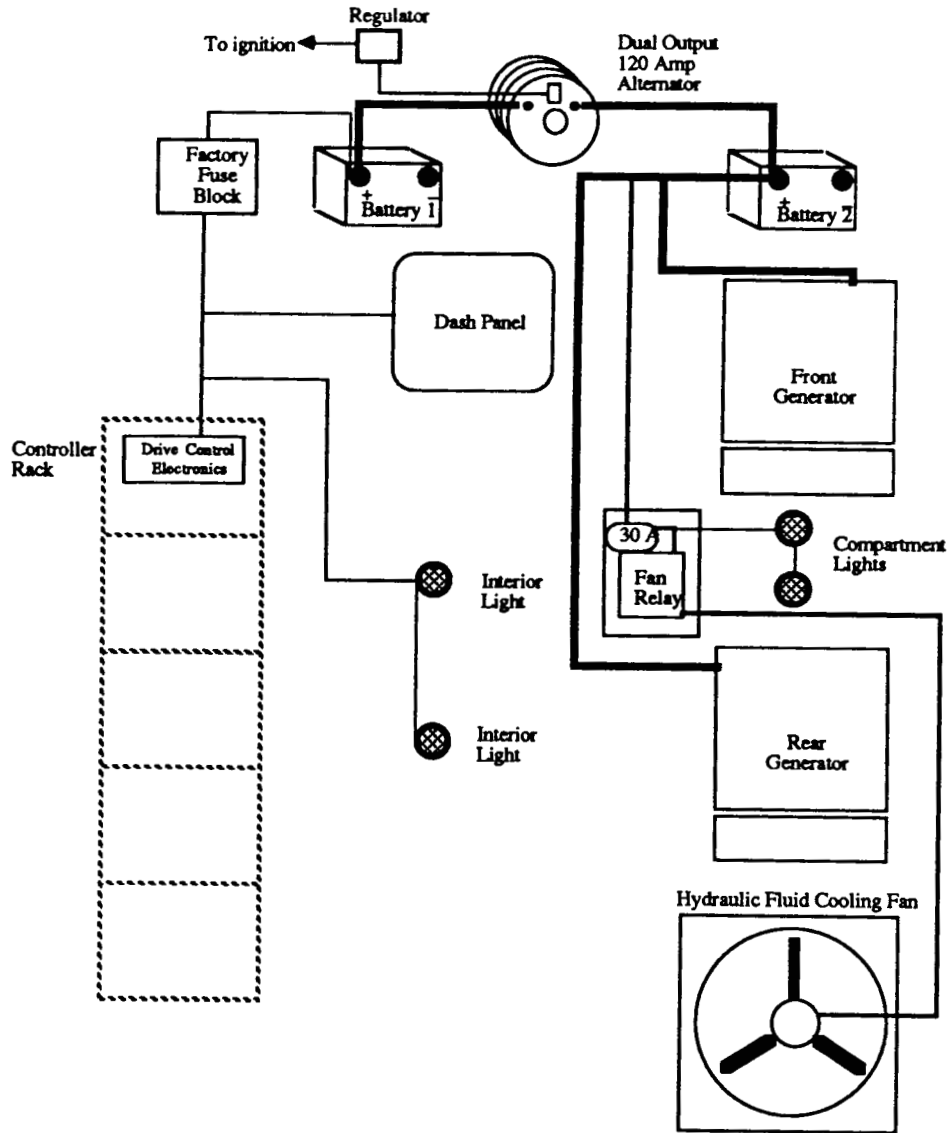 Regulator
To ignition
Dual Output
120 Amp
Alternator
Factory
Fuse
Block
+ -
Battery 1
+ -
Battery 2
Dash Panel
Front
Generator
Controller
Rack
Drive Control
Electronics
30 A
Fan
Relay
Compartment
Lights
Interior
Light
Interior
Light
Rear
Generator
Hydraulic Fluid Cooling Fan